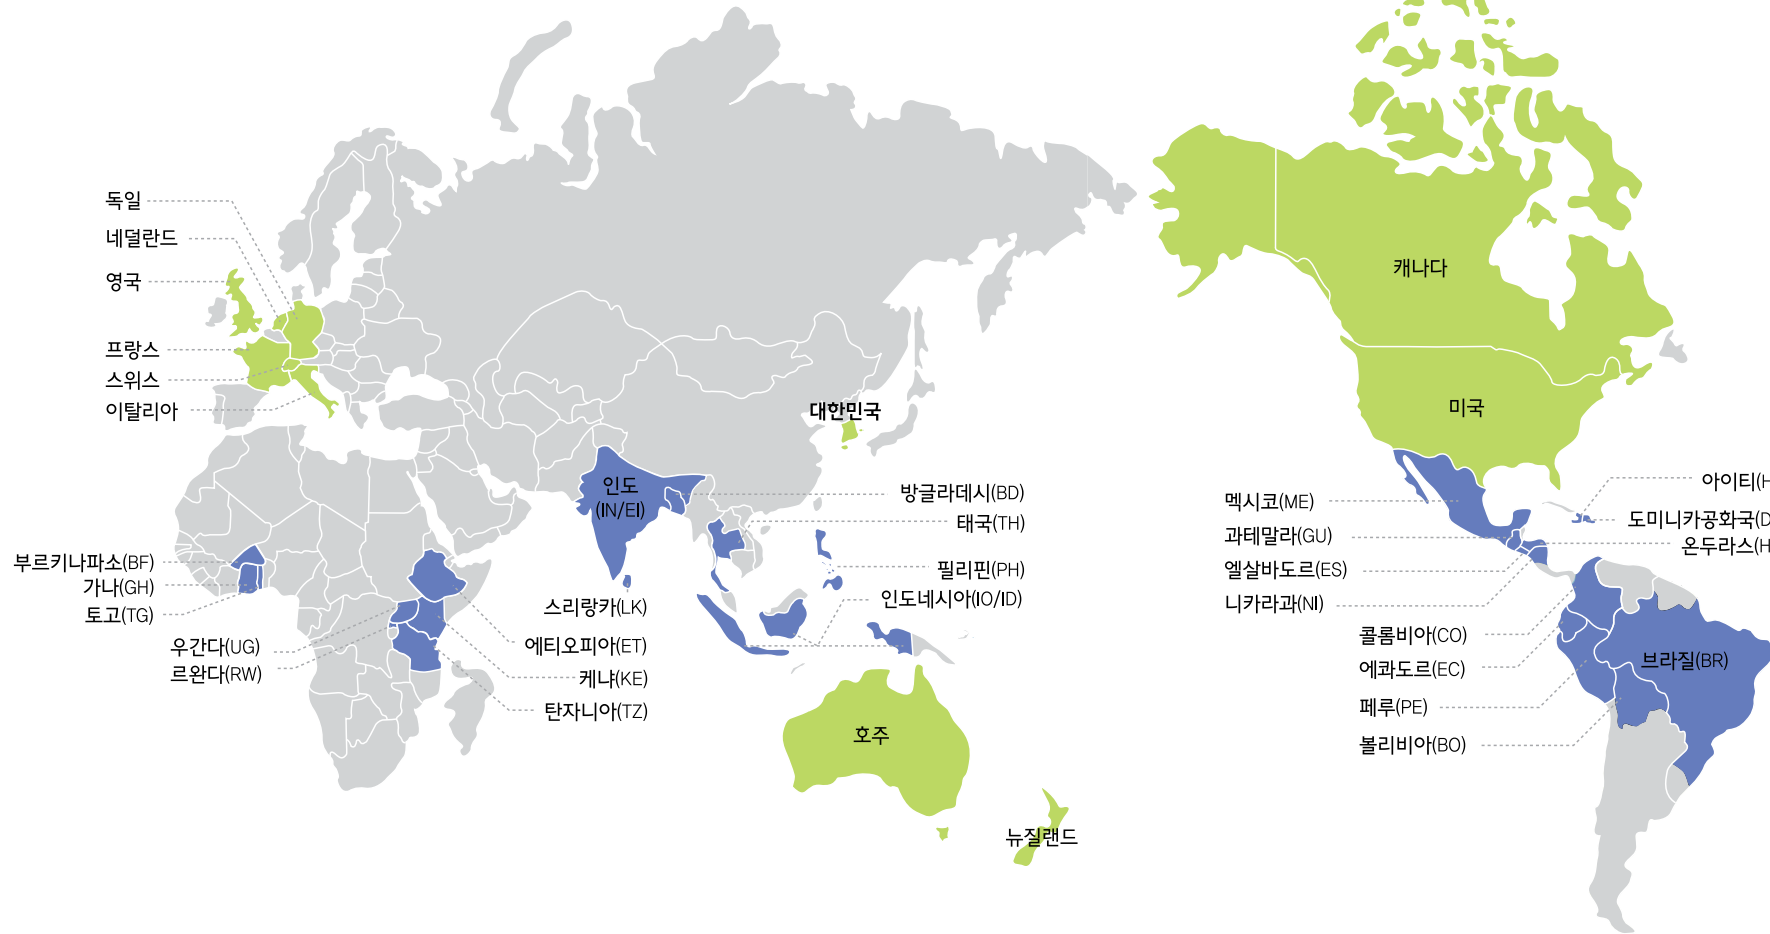 독일
네덜란드
영국
프랑스
스위스
이탈리아
대한민국
인도
(IN/EI)
방글라데시(BD)
태국(TH)
필리핀(PH)
인도네시아(IO/ID)
스리랑카(LK)
부르키나파소(BF)
가나(GH)
토고(TG)
우간다(UG)
르완다(RW)
에티오피아(ET)
케냐(KE)
탄자니아(TZ)
호주
뉴질랜드
캐나다
미국
멕시코(ME)
과테말라(GU)
엘살바도르(ES)
니카라과(NI)
아이티(H
도미니카공화국(D
온두라스(H
콜롬비아(CO)
에콰도르(EC)
페루(PE)
볼리비아(BO)
브라질(BR)